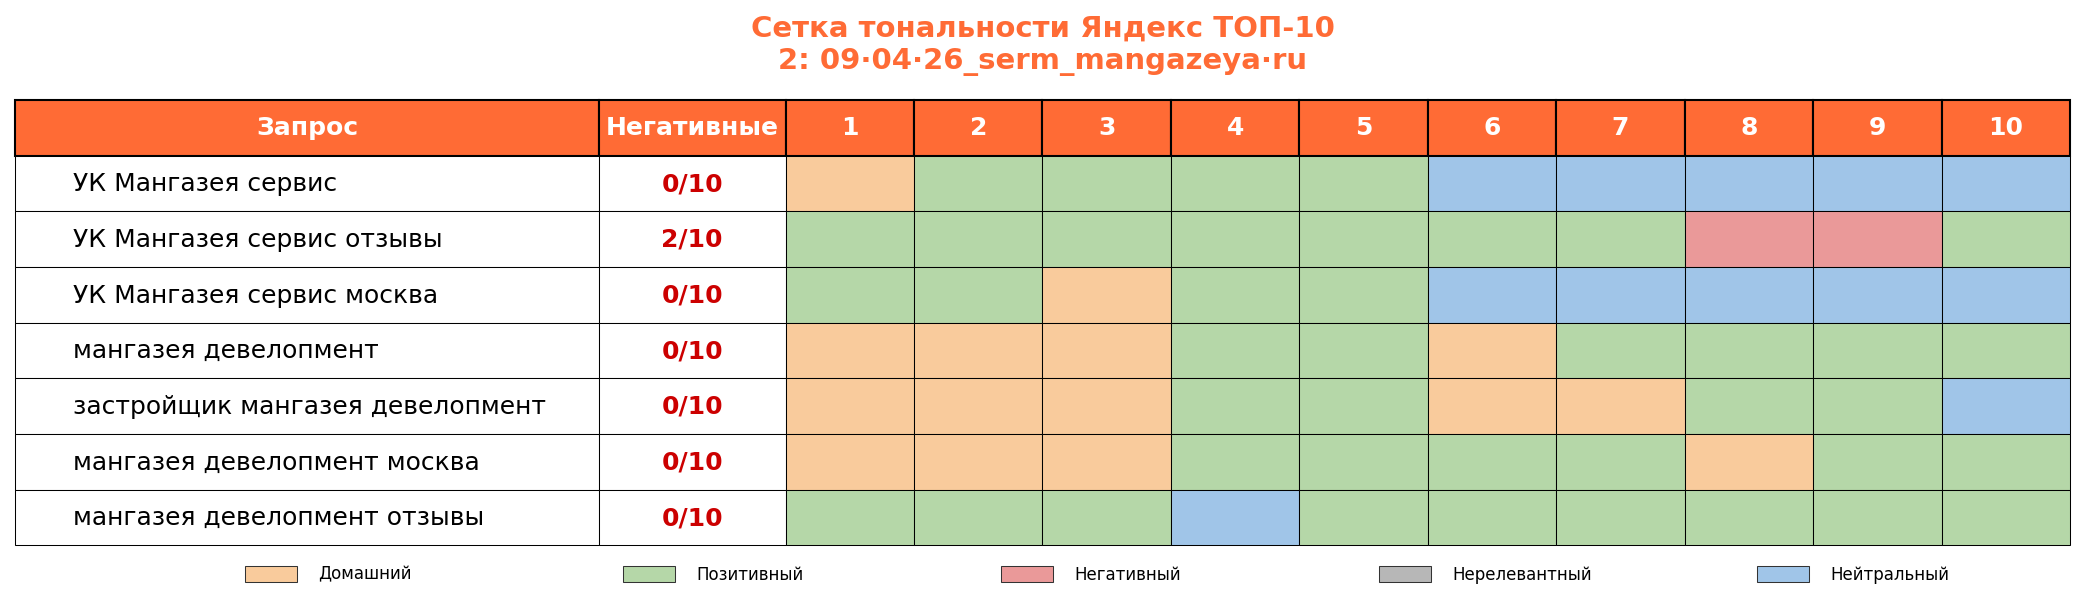 Сетка тональности Яндекс ТОП-10
2: 09·04·26_serm_mangazeya·ru
Запрос Негативные 1 2 3 4 5 6 7 8 9 10
УК Мангазея сервис 0/10
УК Мангазея сервис отзывы 2/10
УК Мангазея сервис москва 0/10
мангазея девелопмент 0/10
застройщик мангазея девелопмент 0/10
мангазея девелопмент москва 0/10
мангазея девелопмент отзывы 0/10
Домашний Позитивный Негативный Нерелевантный Нейтральный